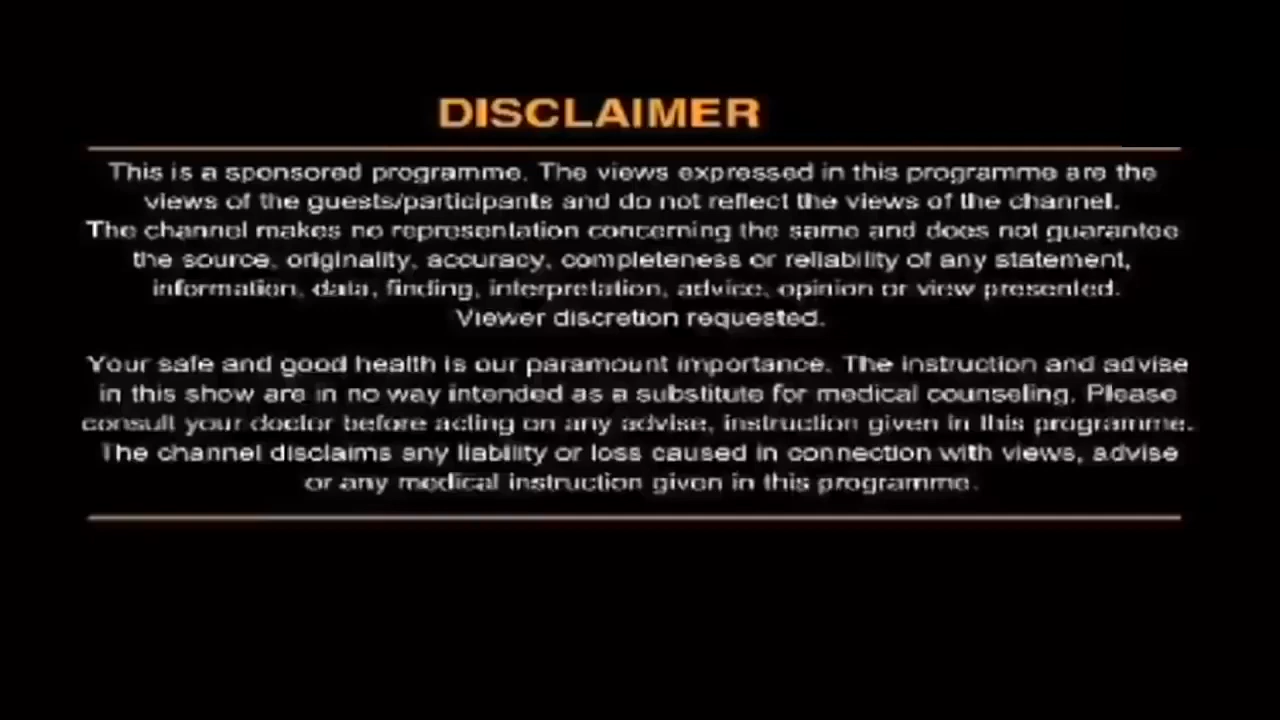 DISCLAIMER
This is a sponsored programme. The views expressed in this programme are the
views of the guests/participants and do not reflect the views of the channel.
The channel makes no representation concerning the same and does not guarantee
the source, originality, accuracy, completeness or reliability of any statement,
information, data, finding, interpretation, advice, opinion or view presented.
Viewer discretion requested.
Your safe and good health is our paramount importance. The instruction and advise
in this show are in no way intended as a substitute for medical counseling. Please
consult your doctor before acting on any advise, instruction given in this programme.
The channel disclaims any liability or loss caused in connection with views, advise
or any medical instruction given in this programme.